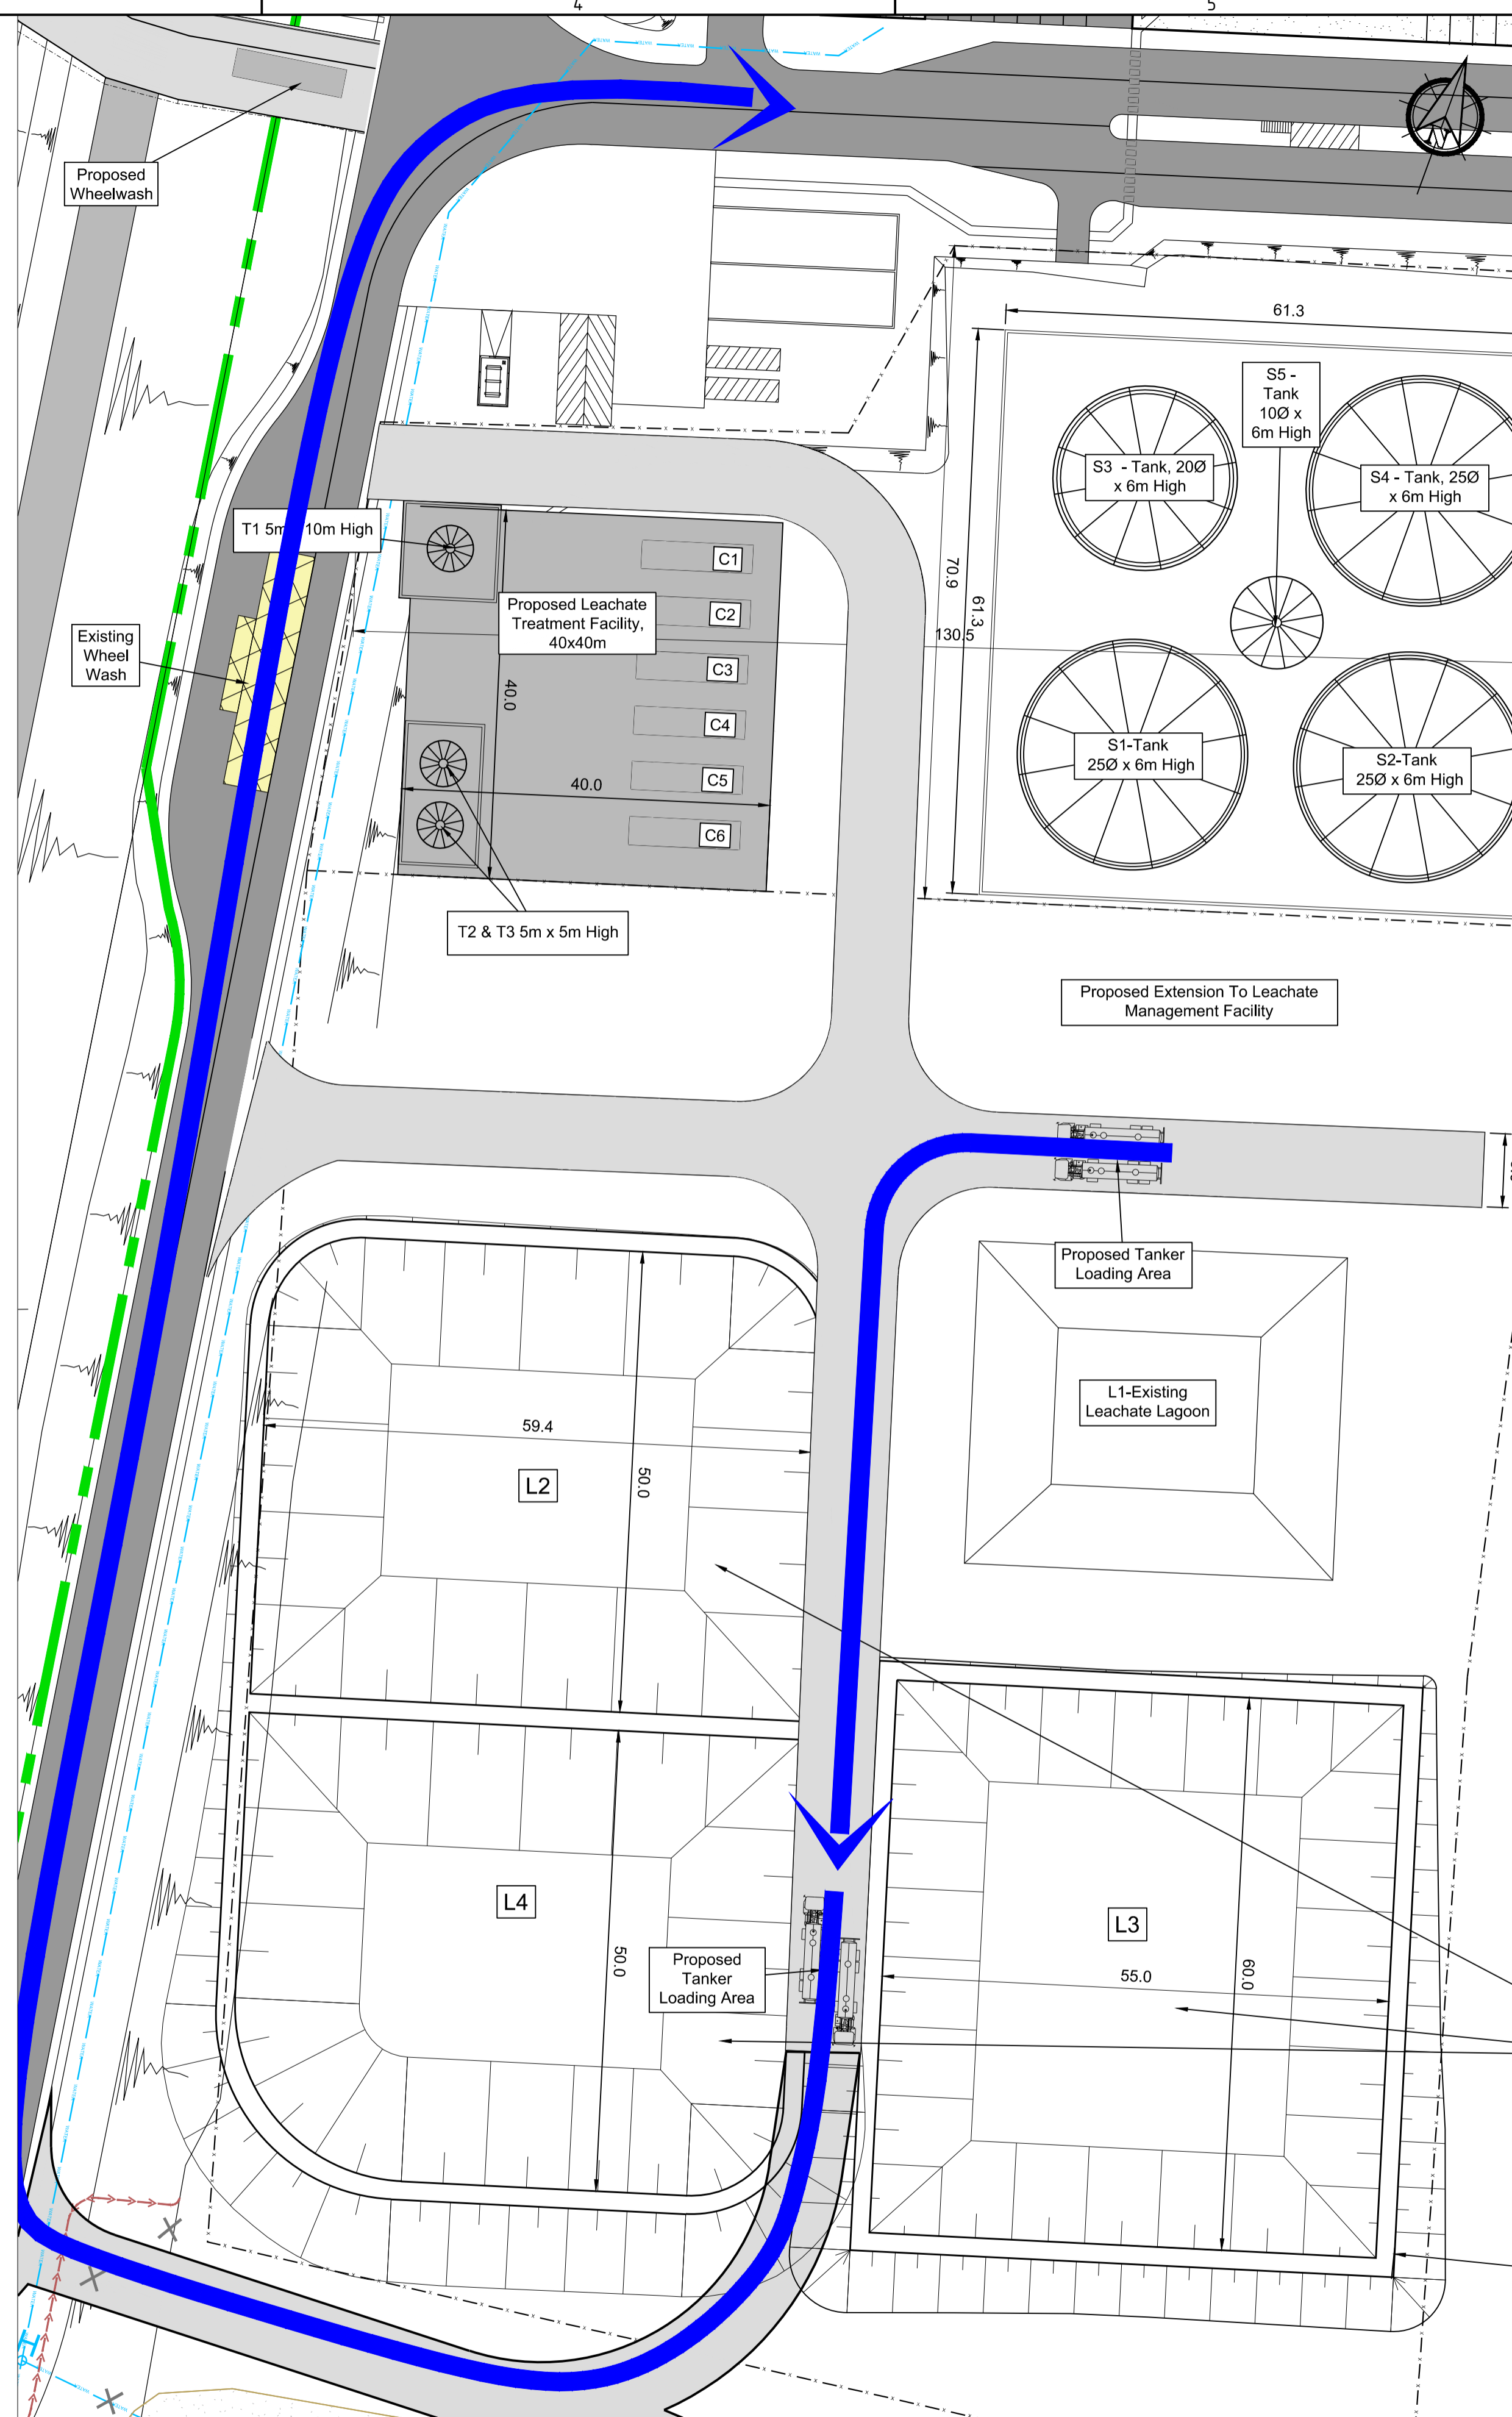 4
5
Proposed
Wheelwash
N
61.3
S5 -
Tank
10Ø x
6m High
S3 - Tank, 20Ø
x 6m High
S4 - Tank, 25Ø
x 6m High
T1 5m 10m High
C1
C2
C3
C4
C5
C6
Proposed Leachate
Treatment Facility,
40x40m
40.0
40.0
70.9
61.3
130.5
Existing
Wheel
Wash
S1-Tank
25Ø x 6m High
S2-Tank
25Ø x 6m High
T2 & T3 5m x 5m High
Proposed Extension To Leachate
Management Facility
Proposed Tanker
Loading Area
L1-Existing
Leachate Lagoon
59.4
50.0
L2
L4
50.0
Proposed
Tanker
Loading Area
L3
55.0
60.0
H